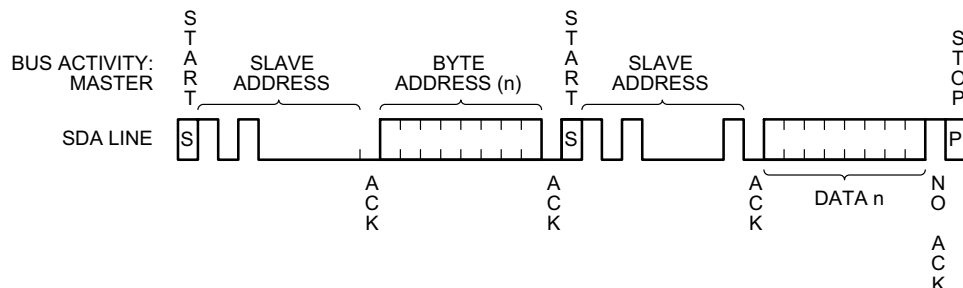 START
START
STOP
BUS ACTIVITY:
MASTER
SLAVE
ADDRESS
BYTE
ADDRESS (n)
SLAVE
ADDRESS
SDA LINE
S
S
P
ACK
ACK
ACK
DATA n
NO ACK